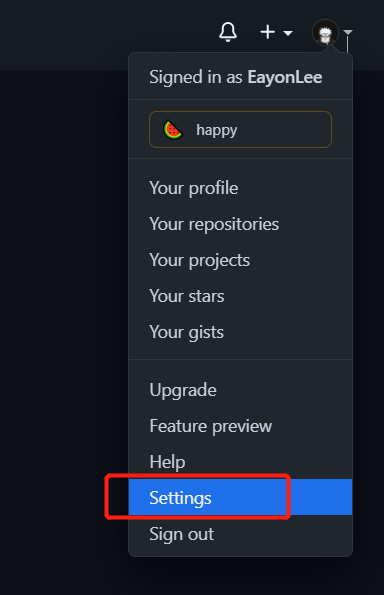 Signed in as EayonLee
happy
Your profile
Your repositories
Your projects
Your stars
Your gists
Upgrade
Feature preview
Help
Settings
Sign out